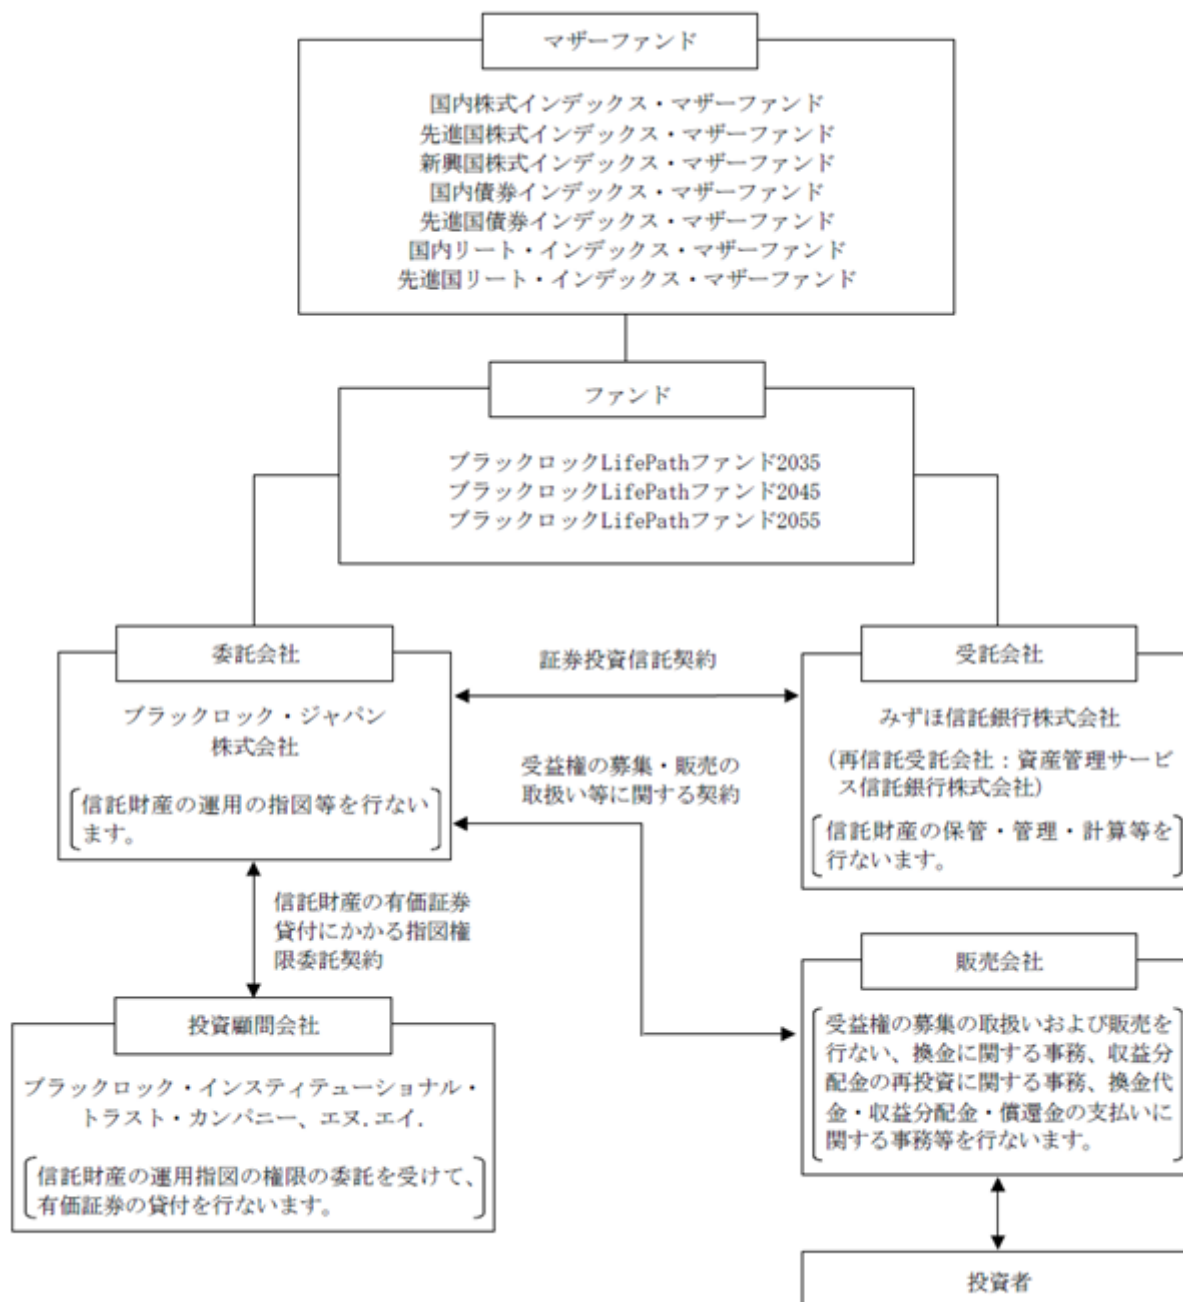 マザーファンド
国内株式インデックス・マザーファンド
先進国株式インデックス・マザーファンド
新興国株式インデックス・マザーファンド
国内債券インデックス・マザーファンド
先進国債券インデックス・マザーファンド
国内リート・インデックス・マザーファンド
先進国リート・インデックス・マザーファンド
ファンド
ブラックロックLifePathファンド2035
ブラックロックLifePathファンド2045
ブラックロックLifePathファンド2055
委託会社
ブラックロック・ジャパン
株式会社
信託財産の運用の指図等を行ない
ます。
証券投資信託契約
受益権の募集・販売の
取扱い等に関する契約
受託会社
みずほ信託銀行株式会社
(再信託受託会社：資産管理サービ
ス信託銀行株式会社)
信託財産の保管・管理・計算等を
行ないます。
信託財産の有価証券
貸付にかかる指図権
限委託契約
投資顧問会社
ブラックロック・インスティテューショナル・
トラスト・カンパニー、エヌ.エイ.
信託財産の運用指図の権限の委託を受けて、
有価証券の貸付を行ないます。
販売会社
受益権の募集の取扱いおよび販売を
行ない、換金に関する事務、収益分
配金の再投資に関する事務、換金代
金・収益分配金・償還金の支払いに
関する事務等を行ないます。
投資者